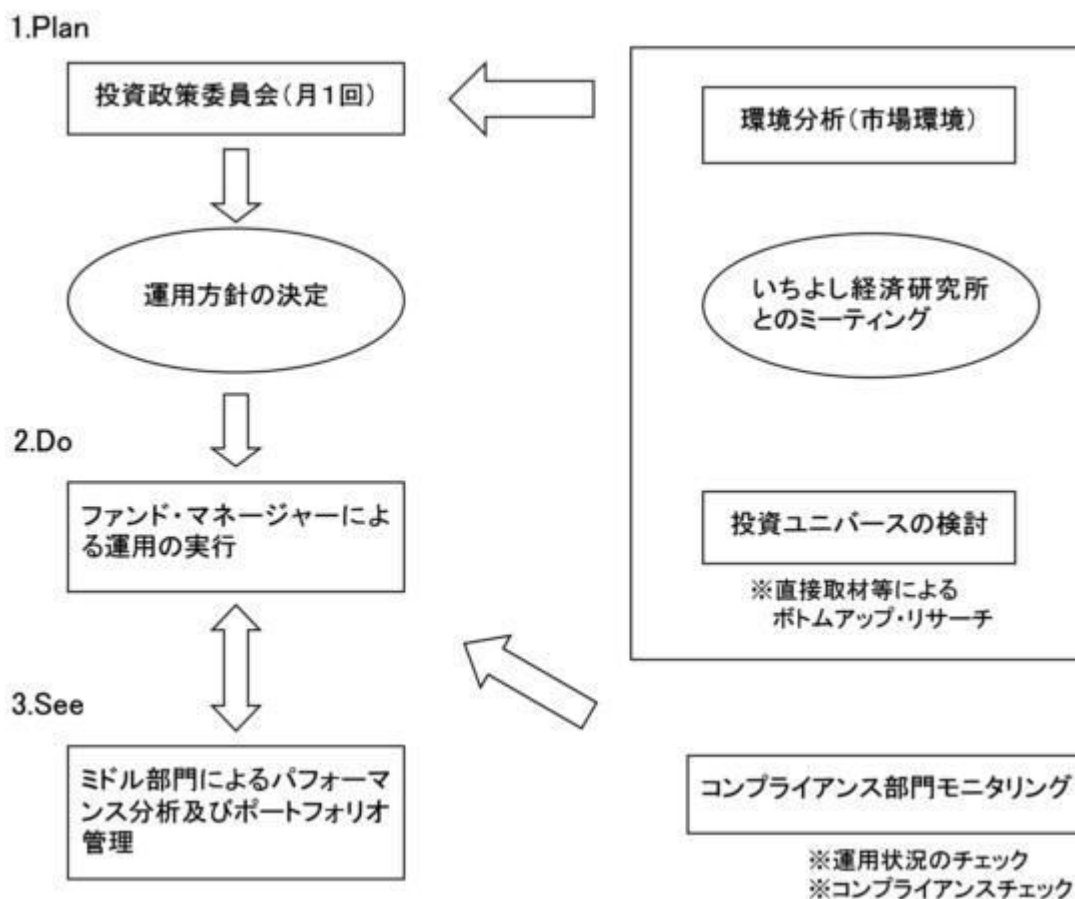 1.Plan
投資政策委員会(月1回)
運用方針の決定
2.Do
ファンド・マネージャーによ
る運用の実行
3.See
ミドル部門によるパフォーマ
ンス分析及びポートフォリオ
管理
環境分析(市場環境)
いちよし経済研究所
とのミーティング
投資ユニバースの検討
※直接取材等による
ボトムアップ・リサーチ
コンプライアンス部門モニタリング
※運用状況のチェック
※コンプライアンスチェック